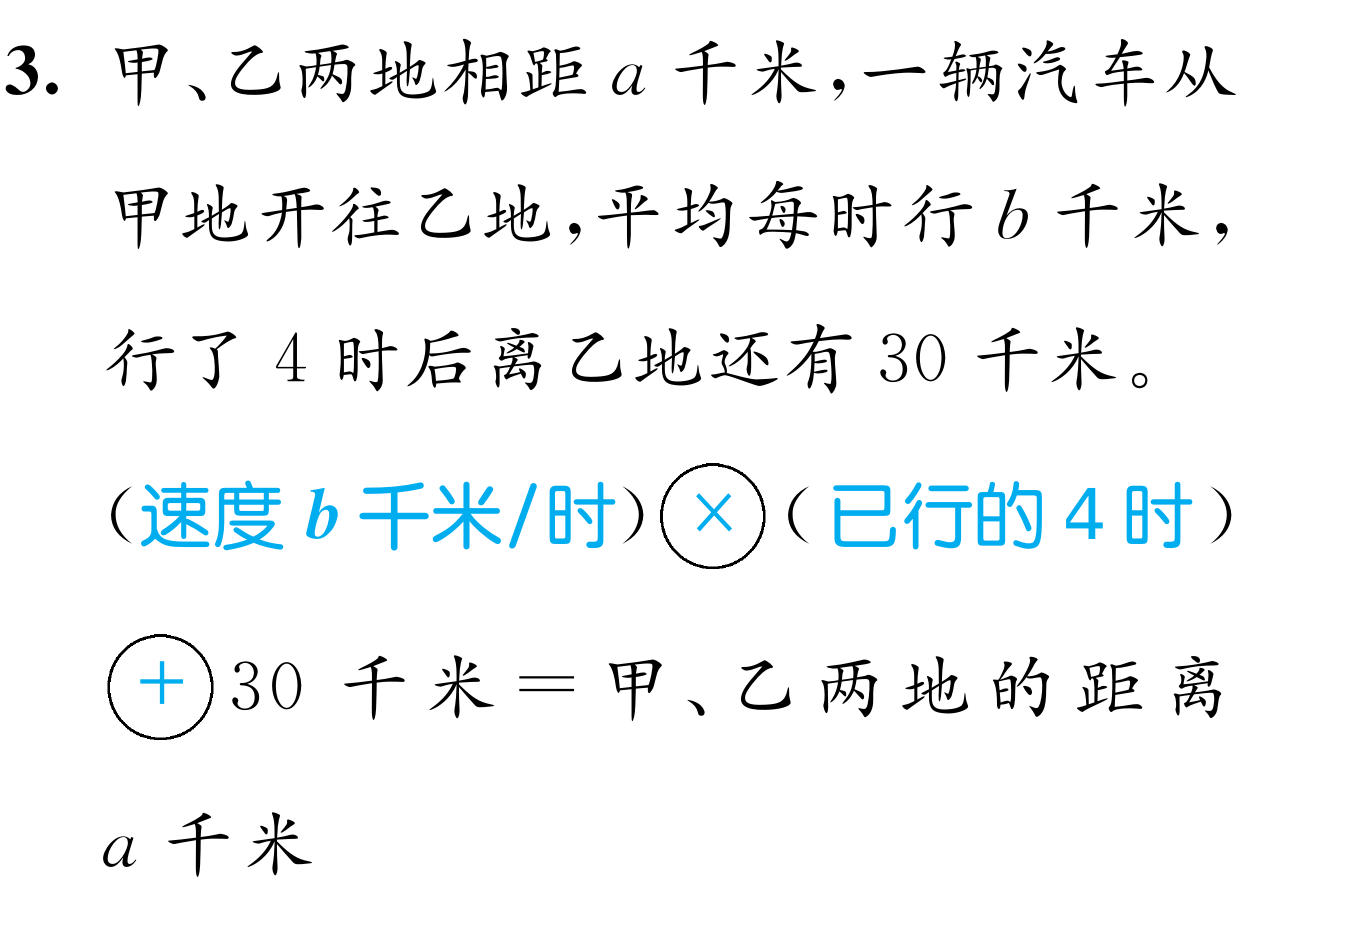 3. 甲、乙两地相距 a 千米,一辆汽车从
甲地开往乙地,平均每时行 b 千米,
行了 4 时后离乙地还有 30 千米。
(速度 b 千米/时)×(已行的 4 时)
+30 千米=甲、乙两地的距离
a 千米